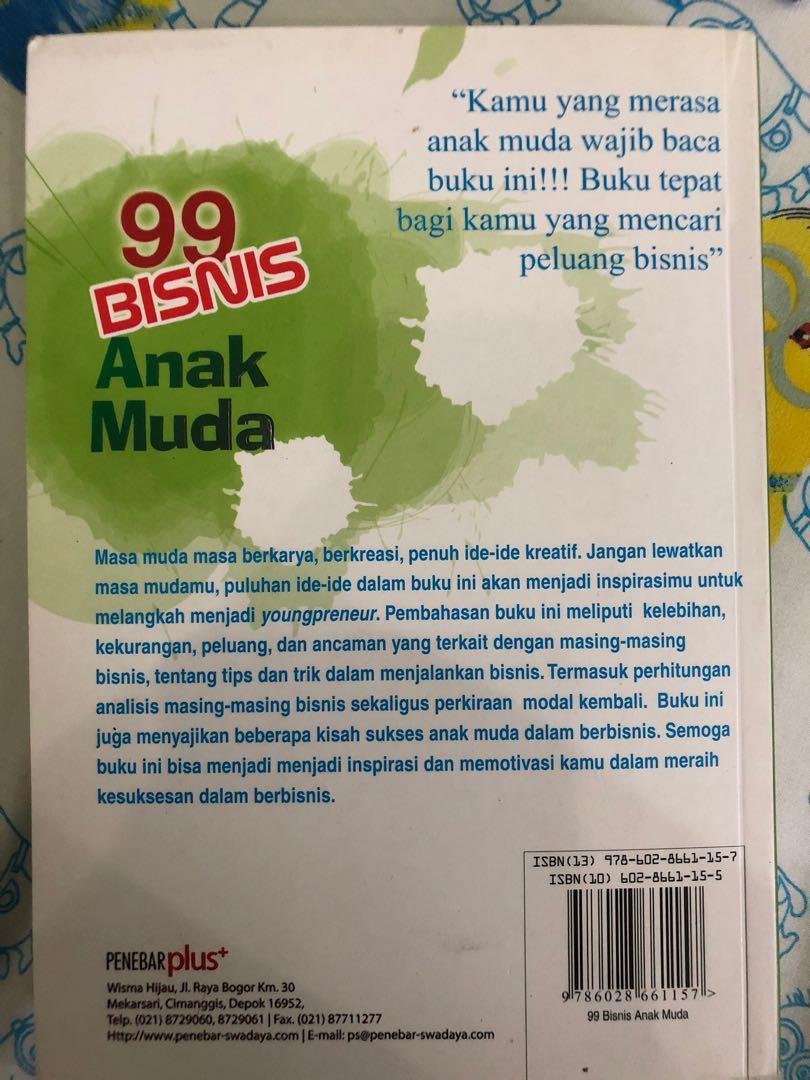 “Kamu yang merasa
anak muda wajib baca
buku ini!!! Buku tepat
bagi kamu yang mencari
peluang bisnis”
99
BISNIS
Anak
Muda
Masa muda masa berkarya, berkreasi, penuh ide-ide kreatif. Jangan lewatkan
masa mudamu, puluhan ide-ide dalam buku ini akan menjadi inspirasimu untuk
melangkah menjadi youngpreneur. Pembahasan buku ini meliputi kelebihan,
kekurangan, peluang, dan ancaman yang terkait dengan masing-masing
bisnis, tentang tips dan trik dalam menjalankan bisnis. Termasuk perhitungan
analisis masing-masing bisnis sekaligus perkiraan modal kembali. Buku ini
juga menyajikan beberapa kisah sukses anak muda dalam berbisnis. Semoga
buku ini bisa menjadi menjadi inspirasi dan memotivasi kamu dalam meraih
kesuksesan dalam berbisnis.
ISBN(13) 978-602-8661-15-7
ISBN(10) 602-8661-15-5
9 786028 661157 >
99 Bisnis Anak Muda
PENEBAR plus+
Wisma Hijau, Jl. Raya Bogor Km. 30
Mekarsari, Cimanggis, Depok 16952,
Telp. (021) 8729060, 8729061 | Fax. (021) 87711277
Http://www.penebar-swadaya.com | E-mail: ps@penebar-swadaya.com